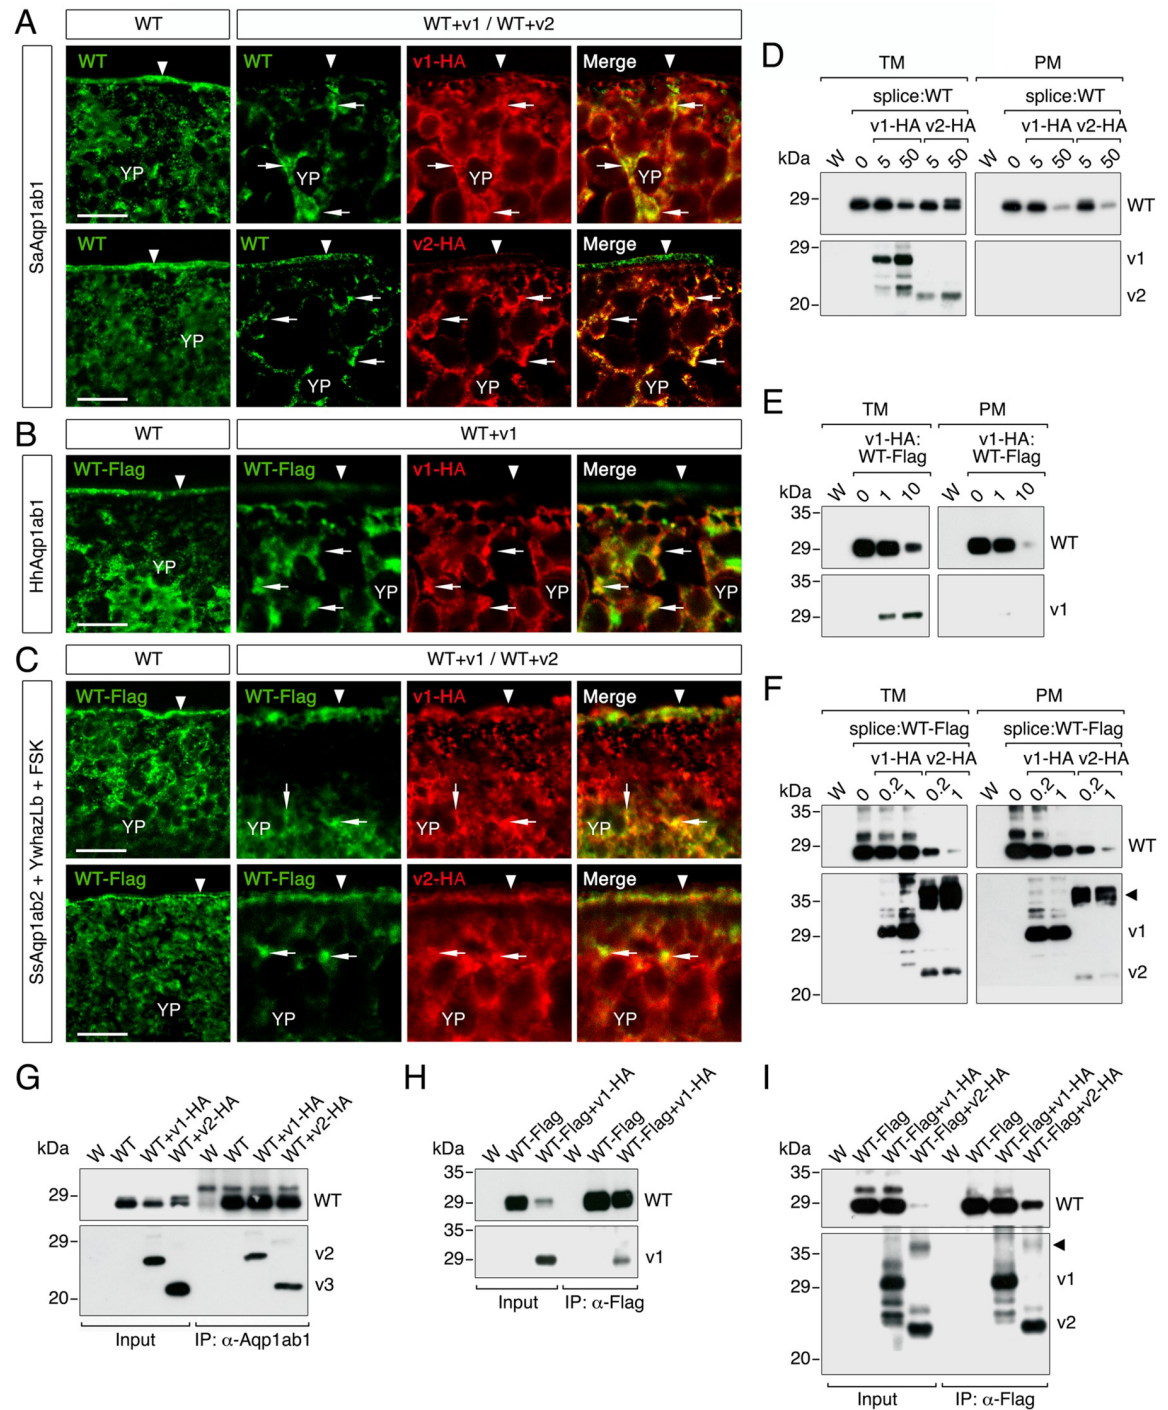 A
WT
WT+v1 / WT+v2
SaAqp1ab1
WT
WT
v1-HA
Merge
YP
YP
YP
YP
WT
WT
v2-HA
Merge
YP
YP
YP
YP
B
WT
WT+v1
HhAqp1ab1
WT-Flag
WT-Flag
v1-HA
Merge
YP
YP
YP
YP
C
WT
WT+v1 / WT+v2
SsAqp1ab2 + YwhazLb + FSK
WT-Flag
WT-Flag
v1-HA
Merge
YP
YP
YP
YP
WT-Flag
WT-Flag
v2-HA
Merge
YP
YP
YP
YP
D
TM
PM
splice:WT
splice:WT
v1-HA v2-HA
v1-HA v2-HA
kDa
W 0 5 50 5 50
W 0 5 50 5 50
29
WT
29
v1
v2
20
E
TM
PM
v1-HA:
WT-Flag
v1-HA:
WT-Flag
kDa
W 0 1 10
W 0 1 10
35
29
WT
35
29
v1
F
TM
PM
splice:WT-Flag
splice:WT-Flag
v1-HA v2-HA
v1-HA v2-HA
kDa
W 0 0.2 1 0.2 1
W 0 0.2 1 0.2 1
35
29
WT
35
29
v1
v2
20
G
kDa
W WT WT+v1-HA WT+v2-HA W WT WT+v1-HA WT+v2-HA
29
WT
29
v2
v3
20
Input
IP: α-Aqp1ab1
H
kDa
W WT-Flag WT-Flag+v1-HA W WT-Flag WT-Flag+v1-HA
35
29
WT
35
29
v1
Input
IP: α-Flag
I
kDa
W WT-Flag WT-Flag+v1-HA WT-Flag+v2-HA W WT-Flag WT-Flag+v1-HA WT-Flag+v2-HA
35
29
WT
35
29
v1
v2
20
Input
IP: α-Flag